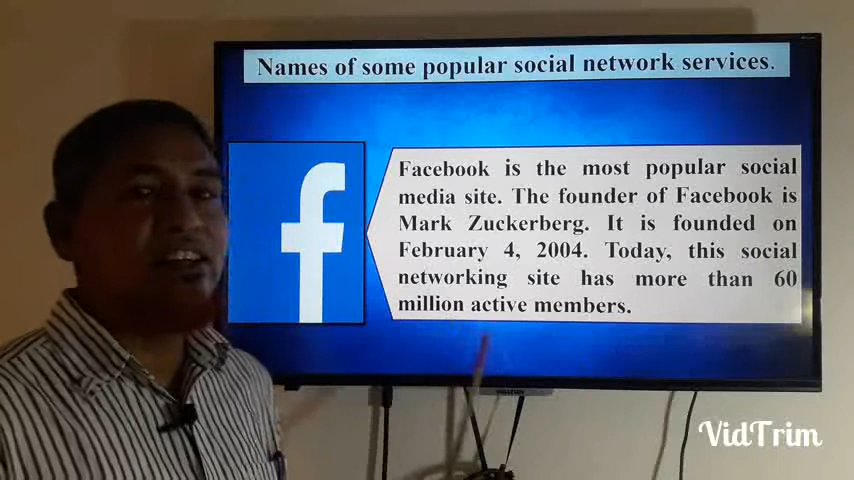 Names of some popular social network services.
Facebook is the most popular social
media site. The founder of Facebook is
Mark Zuckerberg. It is founded on
February 4, 2004. Today, this social
networking site has more than 60
million active members.
VidTrim